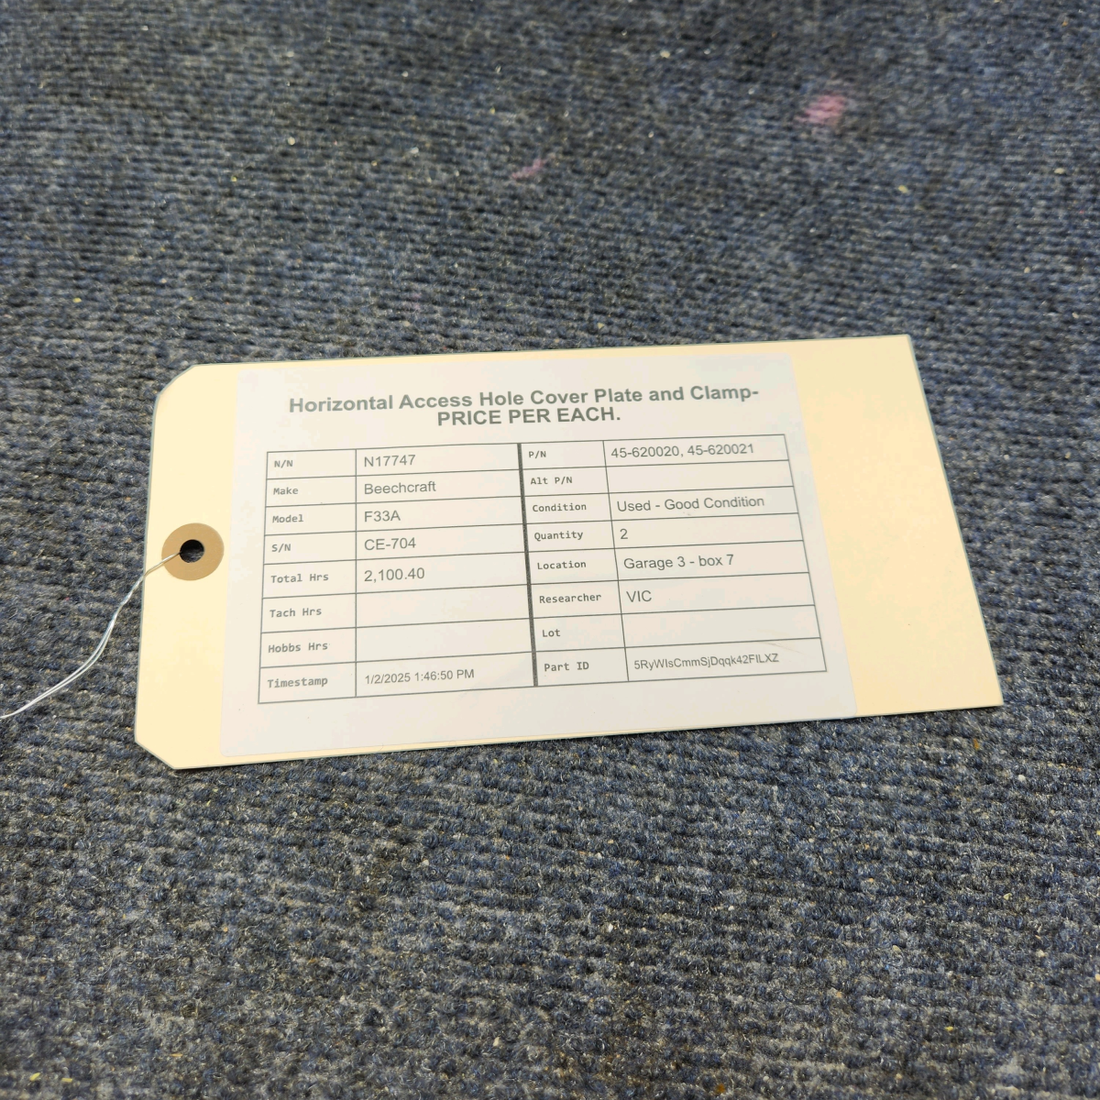 Horizontal Access Hole Cover Plate and Clamp-
PRICE PER EACH.
N/N N17747
Make Beechcraft
Model F33A
S/N CE-704
Total Hrs 2,100.40
Tach Hrs
Hobbs Hrs
Timestamp 1/2/2025 1:46:50 PM
P/N 45-620020, 45-620021
Alt P/N
Condition Used - Good Condition
Quantity 2
Location Garage 3 - box 7
Researcher VIC
Lot
Part ID 5RyWIsCmmSjDqqk42FILXZ